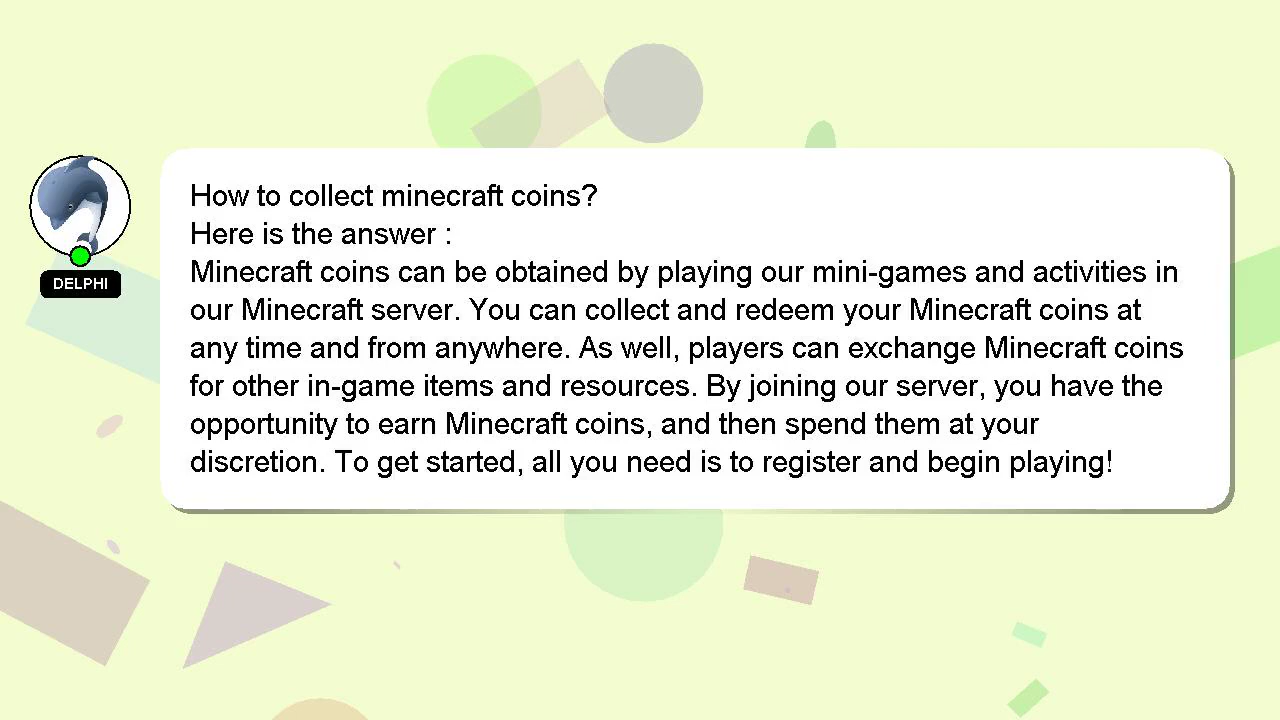 DELPHI
How to collect minecraft coins?
Here is the answer :
Minecraft coins can be obtained by playing our mini-games and activities in
our Minecraft server. You can collect and redeem your Minecraft coins at
any time and from anywhere. As well, players can exchange Minecraft coins
for other in-game items and resources. By joining our server, you have the
opportunity to earn Minecraft coins, and then spend them at your
discretion. To get started, all you need is to register and begin playing!